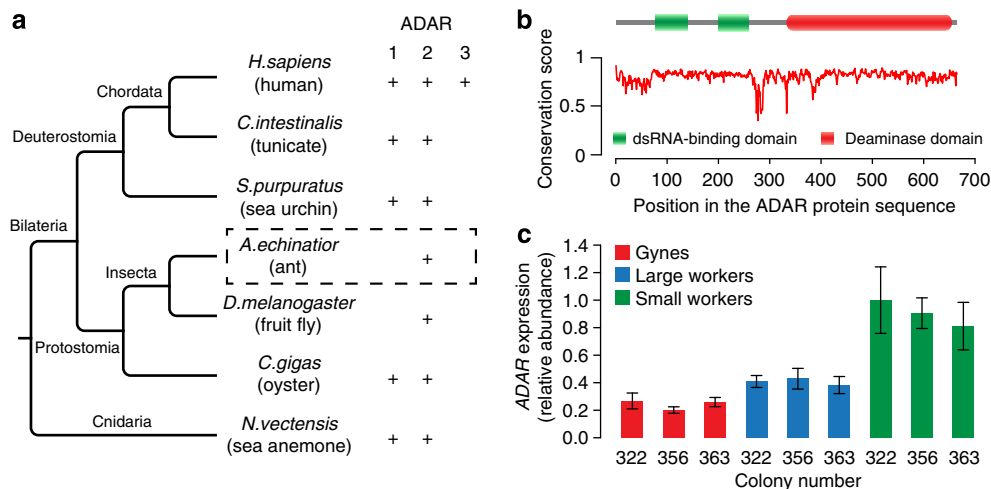 a
ADAR
1 2 3
H.sapiens
(human)
+ + +
Chordata
C.intestinalis
(tunicate)
+ +
Deuterostomia
S.purpuratus
(sea urchin)
+ +
Bilateria
A.echinatior
(ant)
+
Insecta
D.melanogaster
(fruit fly)
+
Protostomia
C.gigas
(oyster)
+ +
Cnidaria
N.vectensis
(sea anemone)
+ +
b
Conservation score
1
0.5
0
dsRNA-binding domain
Deaminase domain
0 100 200 300 400 500 600 700
Position in the ADAR protein sequence
c
ADAR expression
(relative abundance)
1.4
1.2
1.0
0.8
0.6
0.4
0.2
0.0
Gynes
Large workers
Small workers
322 356 363 322 356 363 322 356 363
Colony number